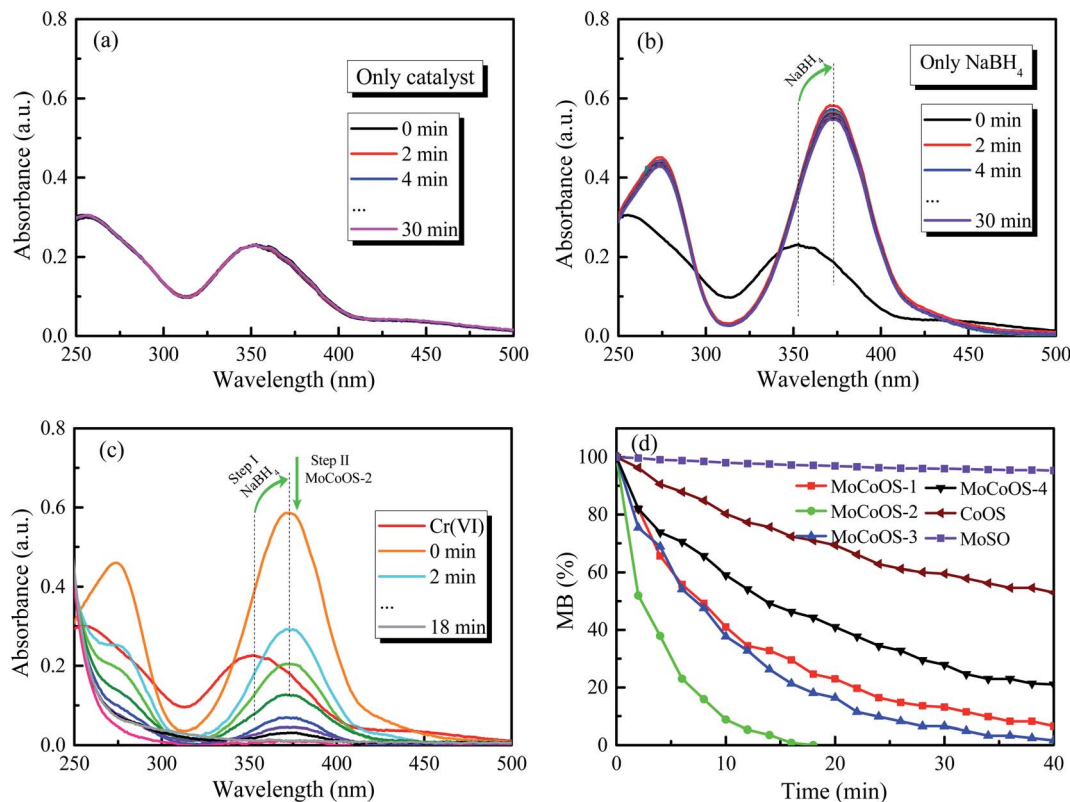 (a)
Only catalyst
0 min
2 min
4 min
...
30 min
Absorbance (a.u.)
0.8
0.6
0.4
0.2
0.0
250 300 350 400 450 500
Wavelength (nm)
(b)
NaBH4
Only NaBH4
0 min
2 min
4 min
...
30 min
Absorbance (a.u.)
0.8
0.6
0.4
0.2
0.0
250 300 350 400 450 500
Wavelength (nm)
(c)
Step I
NaBH4
Step II
MoCoOS-2
Cr(VI)
0 min
2 min
...
18 min
Absorbance (a.u.)
0.8
0.6
0.4
0.2
0.0
250 300 350 400 450 500
Wavelength (nm)
(d)
MoCoOS-1
MoCoOS-2
MoCoOS-3
MoCoOS-4
CoOS
MoSO
MB (%)
100
80
60
40
20
0
0 10 20 30 40
Time (min)